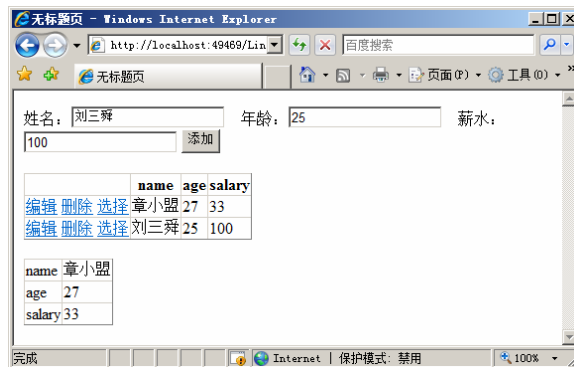 无标题页 - Windows Internet Explorer
http://localhost:49469/Lin
百度搜索
无标题页
页面(P)
工具(O)
»
姓名：刘三舜 年龄：25 薪水：
100 添加
name age salary
编辑 删除 选择 章小盟 27 33
编辑 删除 选择 刘三舜 25 100
name 章小盟
age 27
salary 33
完成
Internet | 保护模式: 禁用
100%